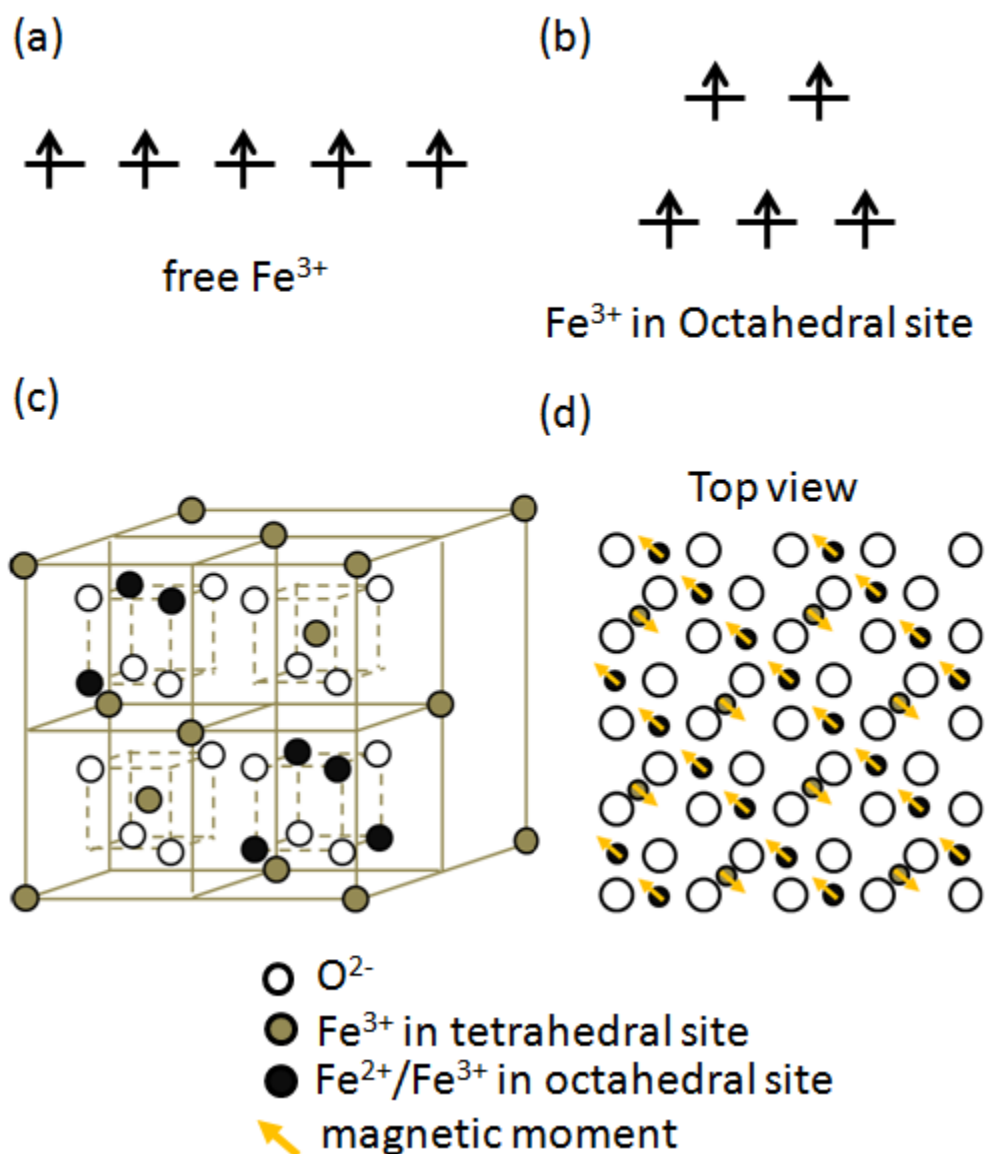 (a)
(b)
free Fe³⁺
Fe³⁺ in Octahedral site
(c)
(d)
Top view
O²⁻
Fe³⁺ in tetrahedral site
Fe²⁺/Fe³⁺ in octahedral site
magnetic moment